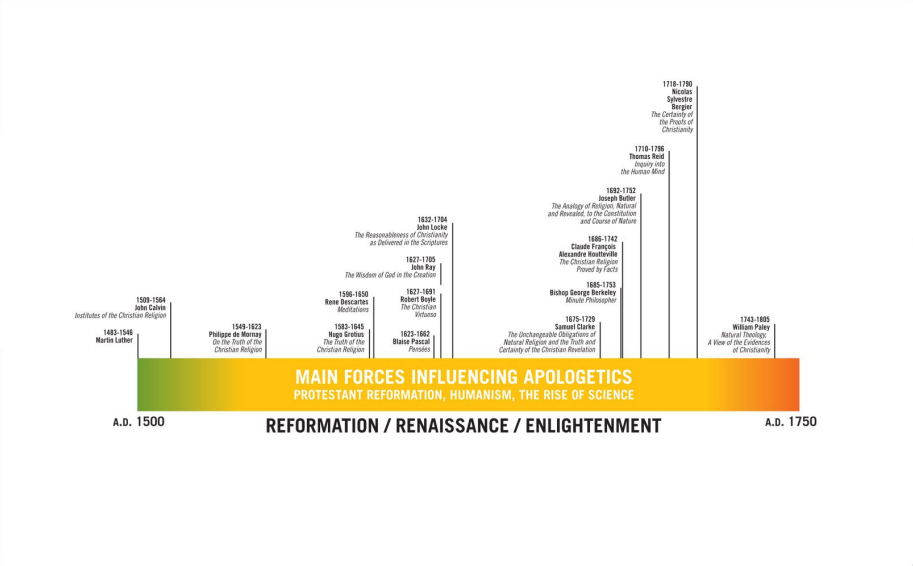 1718-1790
Nicolas
Sylvestre
Bergier
The Certainty of
the Proofs of
Christianity
1710-1796
Thomas Reid
Inquiry into
the Human Mind
1692-1752
Joseph Butler
The Analogy of Religion, Natural
and Revealed, to the Constitution
and Course of Nature
1632-1704
John Locke
The Reasonableness of Christianity
as Delivered in the Scriptures
1686-1742
Claude François
Alexandre Houtteville
The Christian Religion
Proved by Facts
1627-1705
John Ray
The Wisdom of God in the Creation
1685-1753
Bishop George Berkeley
Minute Philosopher
1596-1650
Rene Descartes
Meditations
1627-1691
Robert Boyle
The Christian
Virtuoso
1509-1564
John Calvin
Institutes of the Christian Religion
1675-1729
Samuel Clarke
The Unchangeable Obligations of
Natural Religion and the Truth and
Certainty of the Christian Revelation
1743-1805
William Paley
Natural Theology,
A View of the Evidences
of Christianity
1483-1546
Martin Luther
1549-1623
Philippe de Mornay
On the Truth of the
Christian Religion
1583-1645
Hugo Grotius
The Truth of the
Christian Religion
1623-1662
Blaise Pascal
Pensées
MAIN FORCES INFLUENCING APOLOGETICS
PROTESTANT REFORMATION, HUMANISM, THE RISE OF SCIENCE
A.D. 1500
REFORMATION / RENAISSANCE / ENLIGHTENMENT
A.D. 1750